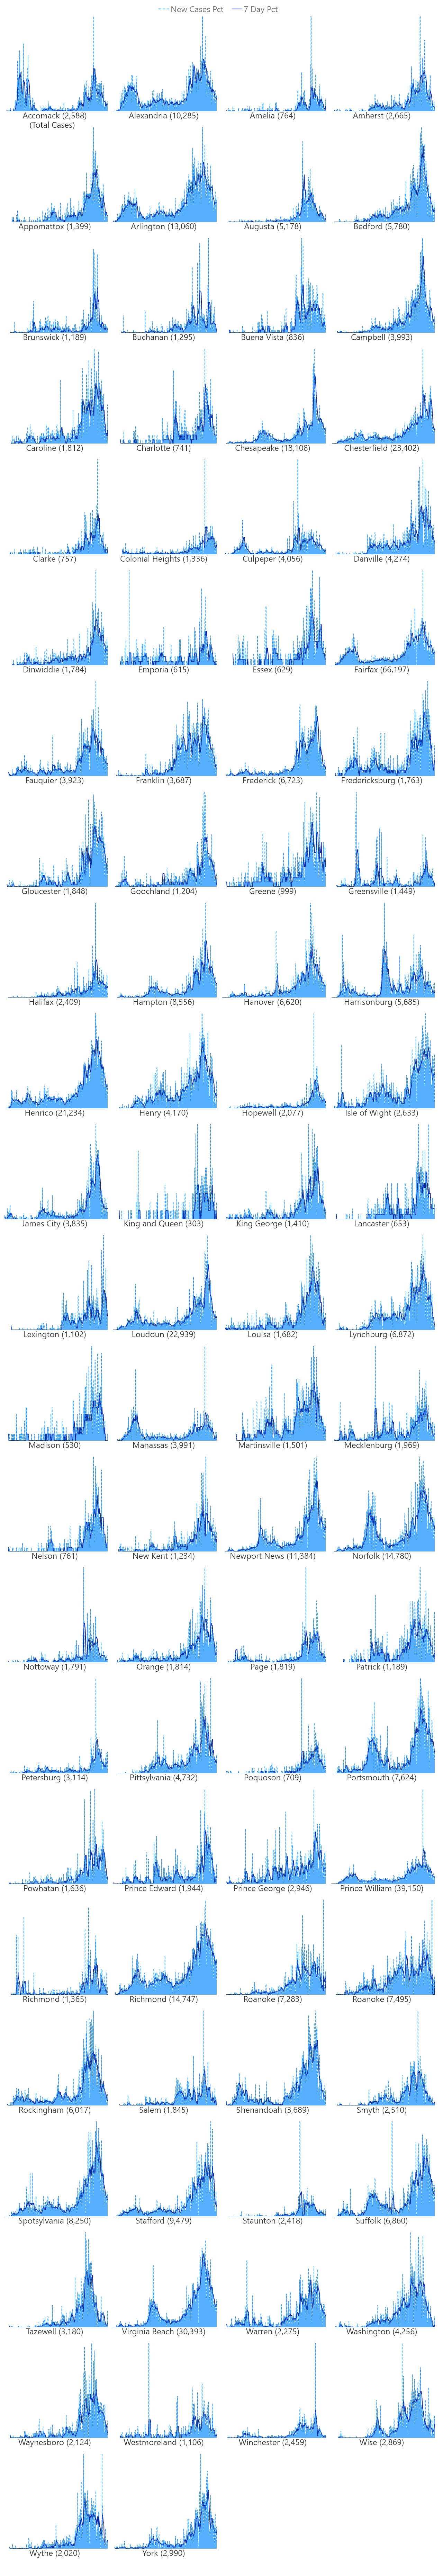 New Cases Pct 7 Day Pct
Accomack (2,588) Alexandria (10,285) Amelia (764) Amherst (2,665)
(Total Cases)
Appomattox (1,399) Arlington (13,060) Augusta (5,178) Bedford (5,780)
Brunswick (1,189) Buchanan (1,295) Buena Vista (836) Campbell (3,993)
Caroline (1,812) Charlotte (741) Chesapeake (18,108) Chesterfield (23,402)
Clarke (757) Colonial Heights (1,336) Culpeper (4,056) Danville (4,274)
Dinwiddie (1,784) Emporia (615) Essex (629) Fairfax (66,197)
Fauquier (3,923) Franklin (3,687) Frederick (6,723) Fredericksburg (1,763)
Gloucester (1,848) Goochland (1,204) Greene (999) Greensville (1,449)
Halifax (2,409) Hampton (8,556) Hanover (6,620) Harrisonburg (5,685)
Henrico (21,234) Henry (4,170) Hopewell (2,077) Isle of Wight (2,633)
James City (3,835) King and Queen (303) King George (1,410) Lancaster (653)
Lexington (1,102) Loudoun (22,939) Louisa (1,682) Lynchburg (6,872)
Madison (530) Manassas (3,991) Martinsville (1,501) Mecklenburg (1,969)
Nelson (761) New Kent (1,234) Newport News (11,384) Norfolk (14,780)
Nottoway (1,791) Orange (1,814) Page (1,819) Patrick (1,189)
Petersburg (3,114) Pittsylvania (4,732) Poquoson (709) Portsmouth (7,624)
Powhatan (1,636) Prince Edward (1,944) Prince George (2,946) Prince William (39,150)
Richmond (1,365) Richmond (14,747) Roanoke (7,283) Roanoke (7,495)
Rockingham (6,017) Salem (1,845) Shenandoah (3,689) Smyth (2,510)
Spotsylvania (8,250) Stafford (9,479) Staunton (2,418) Suffolk (6,860)
Tazewell (3,180) Virginia Beach (30,393) Warren (2,275) Washington (4,256)
Waynesboro (2,124) Westmoreland (1,106) Winchester (2,459) Wise (2,869)
Wythe (2,020) York (2,990)